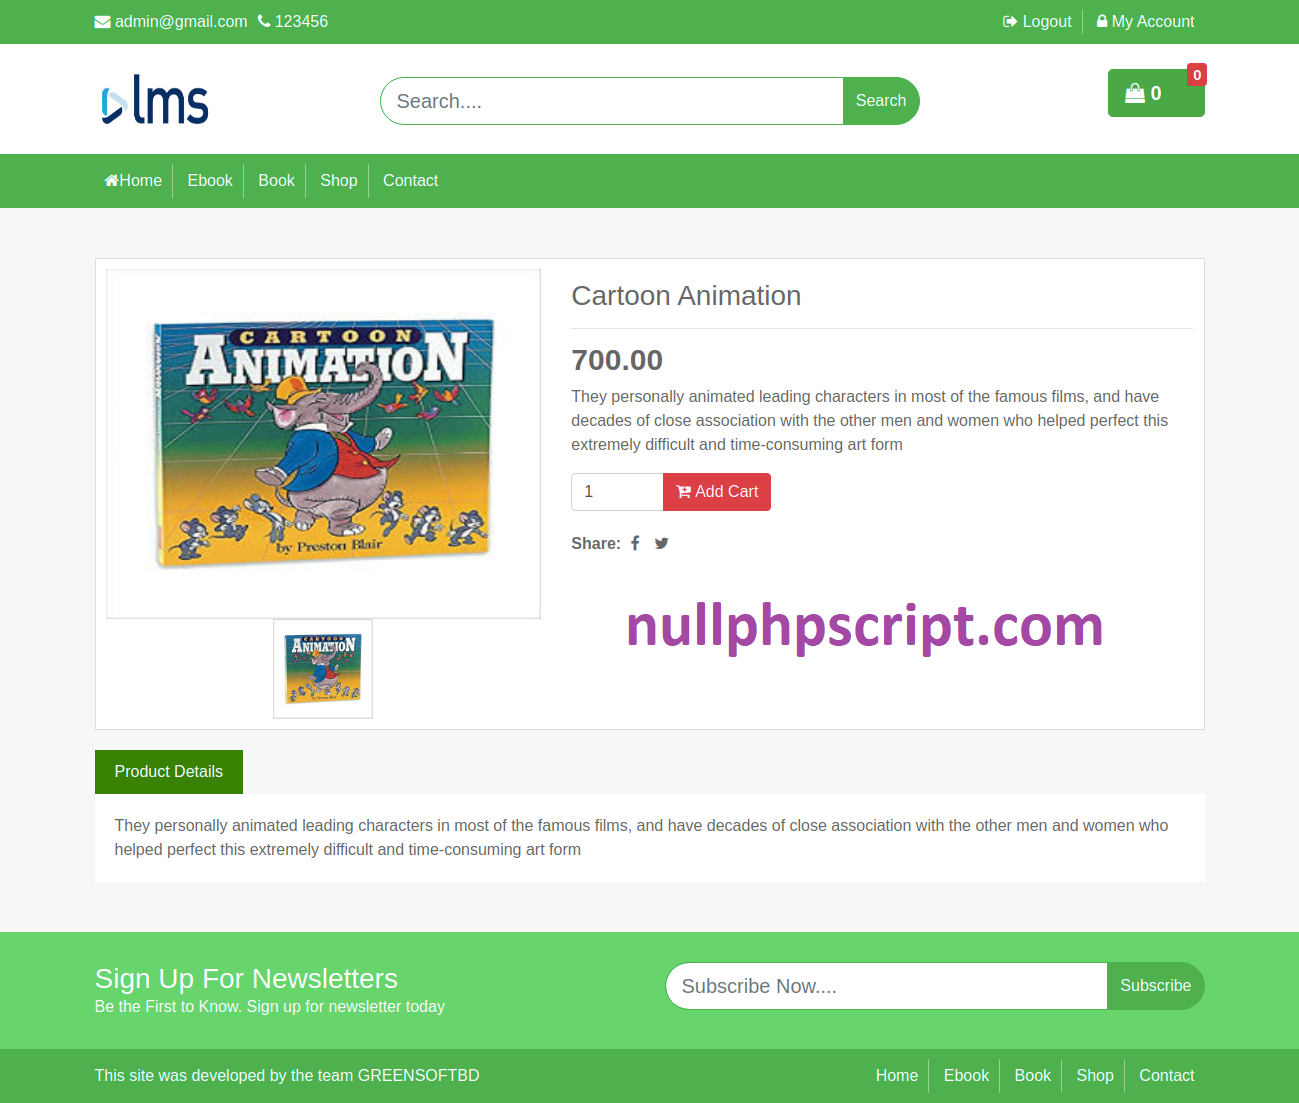 admin@gmail.com 123456
Logout My Account
lms
Search....
Search
0
0
Home Ebook Book Shop Contact
CARTOON
ANIMATION
by Preston Blair
CARTOON
ANIMATION
by Preston Blair
Cartoon Animation
700.00
They personally animated leading characters in most of the famous films, and have
decades of close association with the other men and women who helped perfect this
extremely difficult and time-consuming art form
1
Add Cart
Share:
nullphpscript.com
Product Details
They personally animated leading characters in most of the famous films, and have decades of close association with the other men and women who
helped perfect this extremely difficult and time-consuming art form
Sign Up For Newsletters
Be the First to Know. Sign up for newsletter today
Subscribe Now....
Subscribe
This site was developed by the team GREENSOFTBD
Home Ebook Book Shop Contact